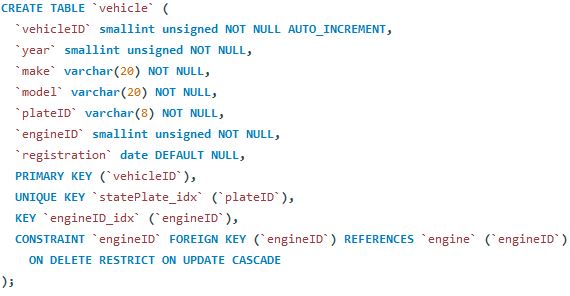 CREATE TABLE `vehicle` (
  `vehicleID` smallint unsigned NOT NULL AUTO_INCREMENT,
  `year` smallint unsigned NOT NULL,
  `make` varchar(20) NOT NULL,
  `model` varchar(20) NOT NULL,
  `plateID` varchar(8) NOT NULL,
  `engineID` smallint unsigned NOT NULL,
  `registration` date DEFAULT NULL,
  PRIMARY KEY (`vehicleID`),
  UNIQUE KEY `statePlate_idx` (`plateID`),
  KEY `engineID_idx` (`engineID`),
  CONSTRAINT `engineID` FOREIGN KEY (`engineID`) REFERENCES `engine` (`engineID`)
    ON DELETE RESTRICT ON UPDATE CASCADE
);